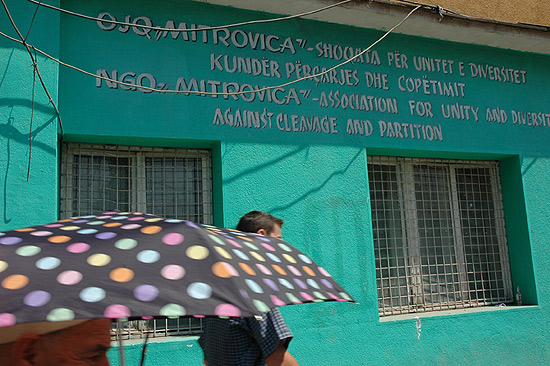 OJQ „MITROVICA" - SHOQATA PËR UNITET E DIVERSITET
KUNDËR PËRÇARJES DHE COPËTIMIT
NGO „MITROVICA" - ASSOCIATION FOR UNITY AND DIVERSIT
AGAINST CLEAVAGE AND PARTITION